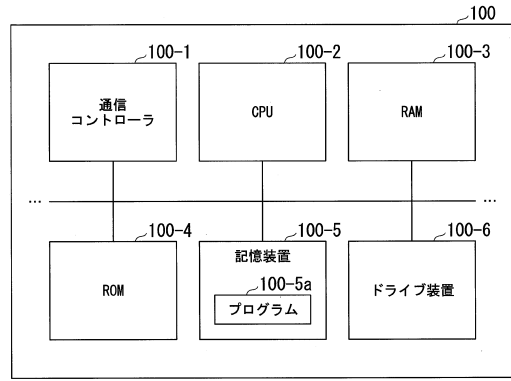 100
100-1
通信
コントローラ
100-2
CPU
100-3
RAM
…
…
100-4
ROM
100-5
記憶装置
100-5a
プログラム
100-6
ドライブ装置